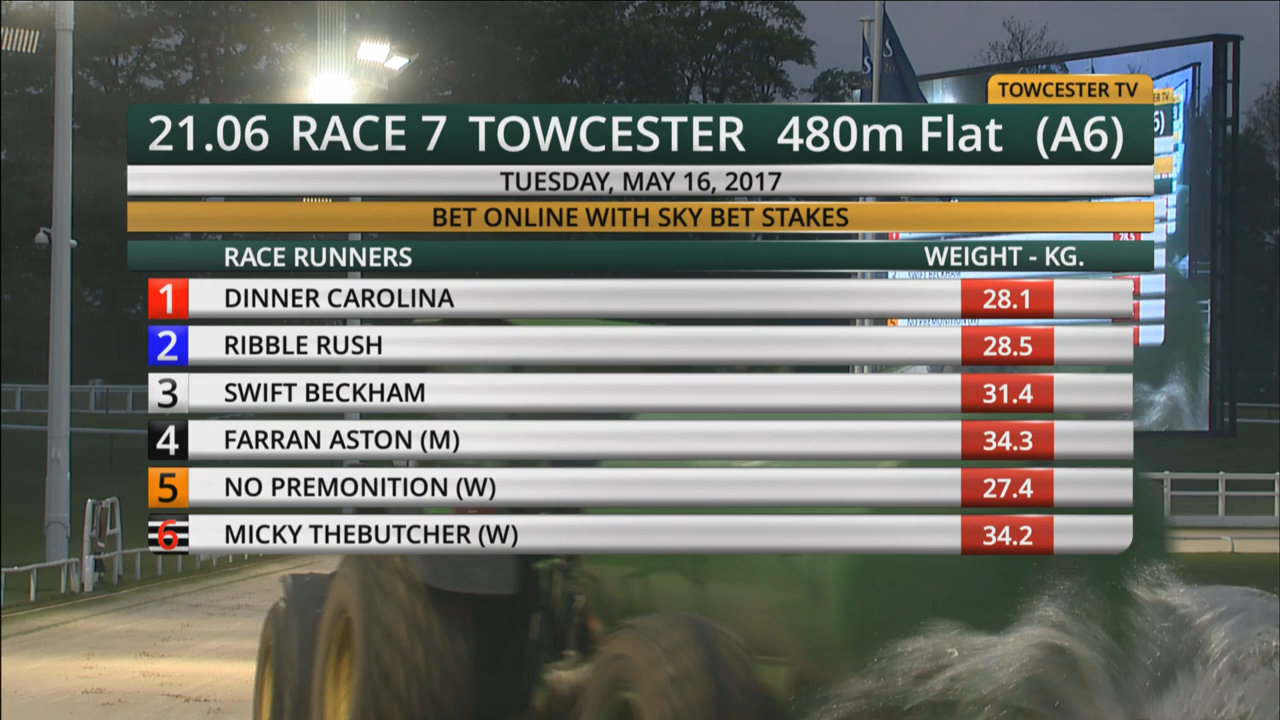 TOWCESTER TV
21.06 RACE 7 TOWCESTER 480m Flat (A6)
TUESDAY, MAY 16, 2017
BET ONLINE WITH SKY BET STAKES
RACE RUNNERS WEIGHT - KG.
1 DINNER CAROLINA 28.1
2 RIBBLE RUSH 28.5
3 SWIFT BECKHAM 31.4
4 FARRAN ASTON (M) 34.3
5 NO PREMONITION (W) 27.4
6 MICKY THEBUTCHER (W) 34.2